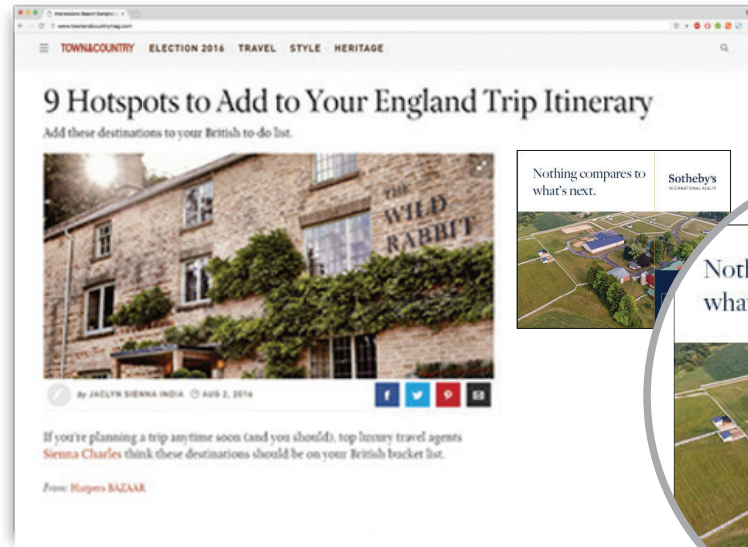 www.townandcountrymag.com
TOWN&COUNTRY ELECTION 2016 TRAVEL STYLE HERITAGE
9 Hotspots to Add to Your England Trip Itinerary
Add these destinations to your British to-do list.
THE
WILD
RABBIT
By JACLYN SIENNA INDIA AUG 2, 2016
If you're planning a trip anytime soon (and you should), top luxury travel agents
Sienna Charles think these destinations should be on your British bucket list.
From: Harpers BAZAAR
Nothing compares to
what's next.
Sotheby's
INTERNATIONAL REALTY
Noth
what